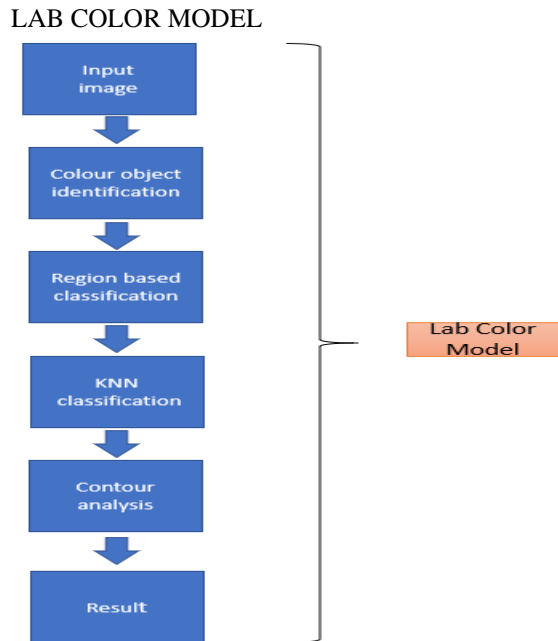 LAB COLOR MODEL
Input
image
Colour object
identification
Region based
classification
KNN
classification
Contour
analysis
Result
Lab Color
Model